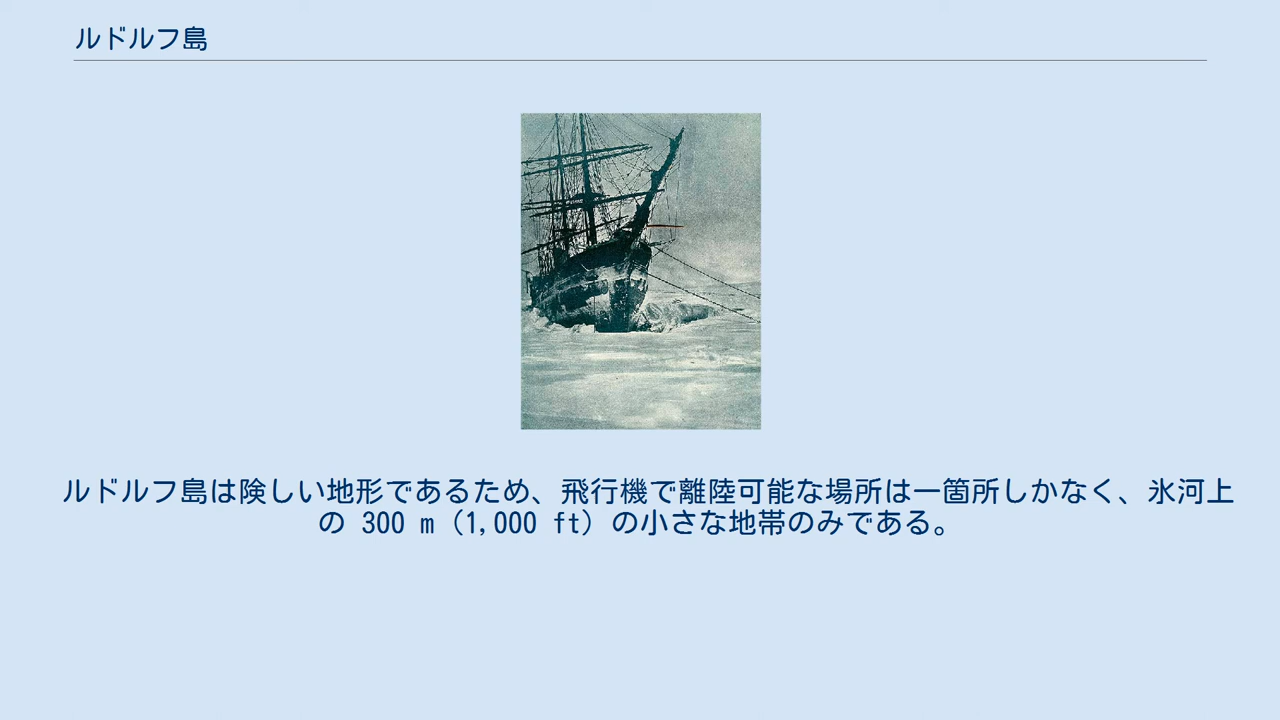 ルドルフ島
ルドルフ島は険しい地形であるため、飛行機で離陸可能な場所は一箇所しかなく、氷河上
の 300 m（1,000 ft）の小さな地帯のみである。